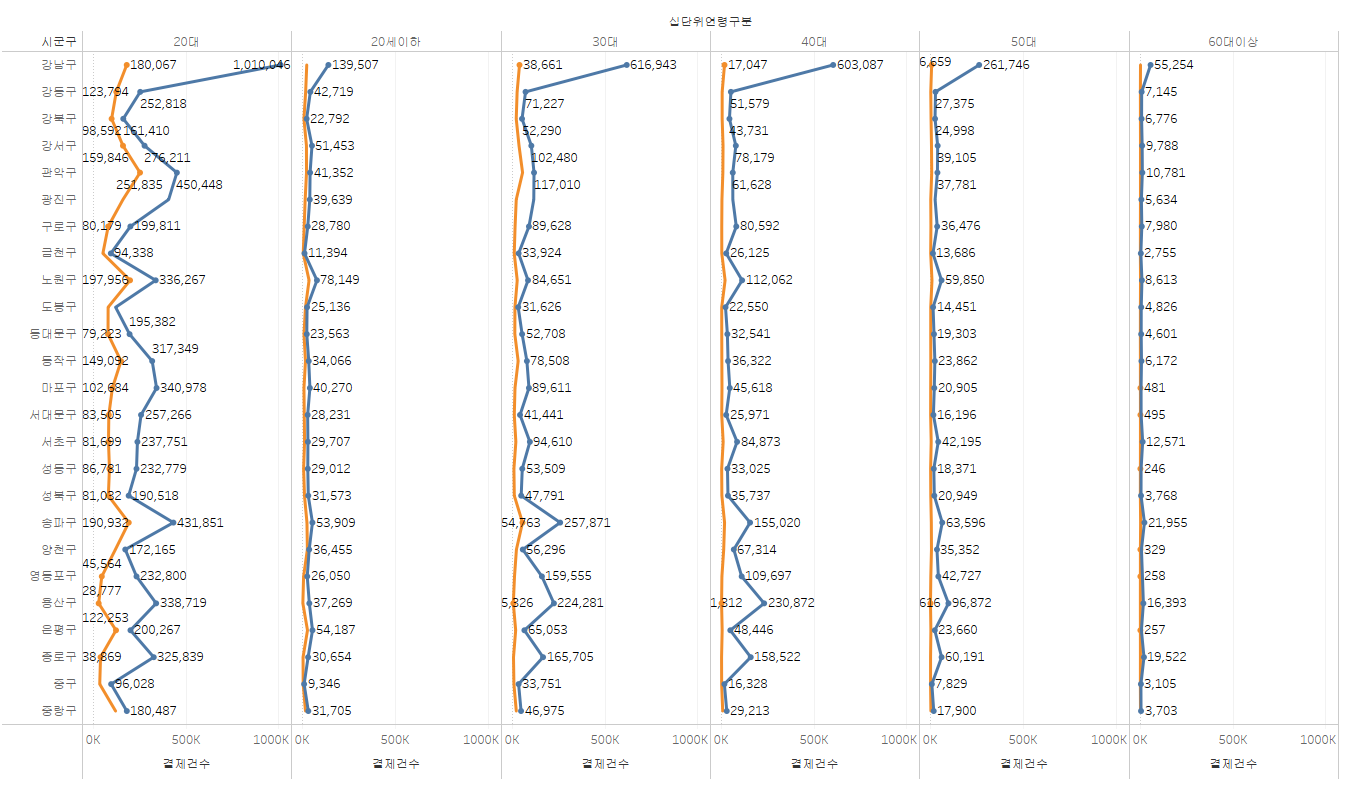 십단위연령구분
시군구 20대 20세이하 30대 40대 50대 60대이상
강남구 180,067 1,010,046 139,507 38,661 616,943 17,047 603,087 6,659 261,746 55,254
강동구 123,794 252,818 42,719 71,227 51,579 27,375 7,145
강북구 98,592 161,410 22,792 52,290 43,731 24,998 6,776
강서구 159,846 276,211 51,453 102,480 78,179 39,105 9,788
관악구 251,835 450,448 41,352 117,010 61,628 37,781 10,781
광진구 39,639 5,634
구로구 80,179 199,811 28,780 89,628 80,592 36,476 7,980
금천구 94,338 11,394 33,924 26,125 13,686 2,755
노원구 197,956 336,267 78,149 84,651 112,062 59,850 8,613
도봉구 25,136 31,626 22,550 14,451 4,826
동대문구 79,223 195,382 23,563 52,708 32,541 19,303 4,601
동작구 149,092 317,349 34,066 78,508 36,322 23,862 6,172
마포구 102,684 340,978 40,270 89,611 45,618 20,905 481
서대문구 83,505 257,266 28,231 41,441 25,971 16,196 495
서초구 81,699 237,751 29,707 94,610 84,873 42,195 12,571
성동구 86,781 232,779 29,012 53,509 33,025 18,371 246
성북구 81,032 190,518 31,573 47,791 35,737 20,949 3,768
송파구 190,932 431,851 53,909 54,763 257,871 155,020 63,596 21,955
양천구 172,165 36,455 56,296 67,314 35,352 329
영등포구 45,564 232,800 26,050 159,555 109,697 42,727 258
용산구 28,777 338,719 37,269 5,826 224,281 1,312 230,872 616 96,872 16,393
은평구 122,253 200,267 54,187 65,053 48,446 23,660 257
종로구 38,869 325,839 30,654 165,705 158,522 60,191 19,522
중구 96,028 9,346 33,751 16,328 7,829 3,105
중랑구 180,487 31,705 46,975 29,213 17,900 3,703
0K 500K 1000K 0K 500K 1000K 0K 500K 1000K 0K 500K 1000K 0K 500K 1000K 0K 500K 1000K
결제건수 결제건수 결제건수 결제건수 결제건수 결제건수